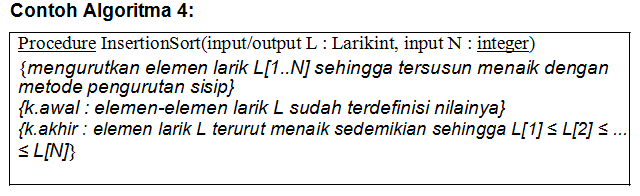 Contoh Algoritma 4:
Procedure InsertionSort(input/output L : Larikint, input N : integer)
{mengurutkan elemen larik L[1..N] sehingga tersusun menaik dengan
metode pengurutan sisip}
{k.awal : elemen-elemen larik L sudah terdefinisi nilainya}
{k.akhir : elemen larik L terurut menaik sedemikian sehingga L[1] ≤ L[2] ≤ ...
≤ L[N]}